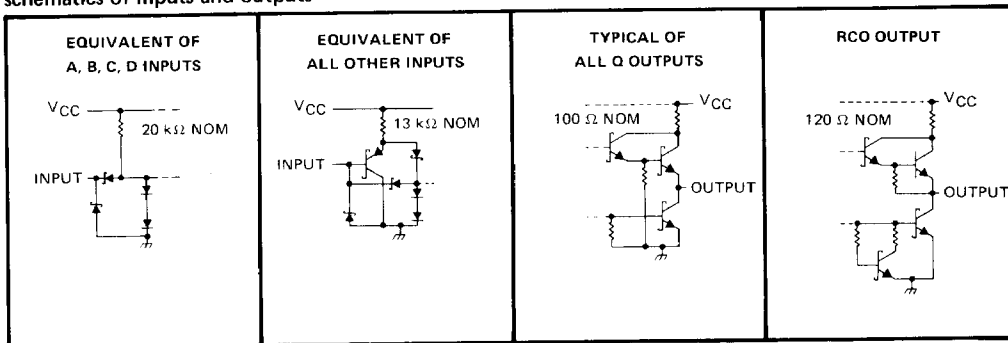 schematics of inputs and outputs
EQUIVALENT OF
A, B, C, D INPUTS
VCC
20 kΩ NOM
INPUT
EQUIVALENT OF
ALL OTHER INPUTS
VCC
13 kΩ NOM
INPUT
TYPICAL OF
ALL Q OUTPUTS
VCC
100 Ω NOM
OUTPUT
RCO OUTPUT
VCC
120 Ω NOM
OUTPUT